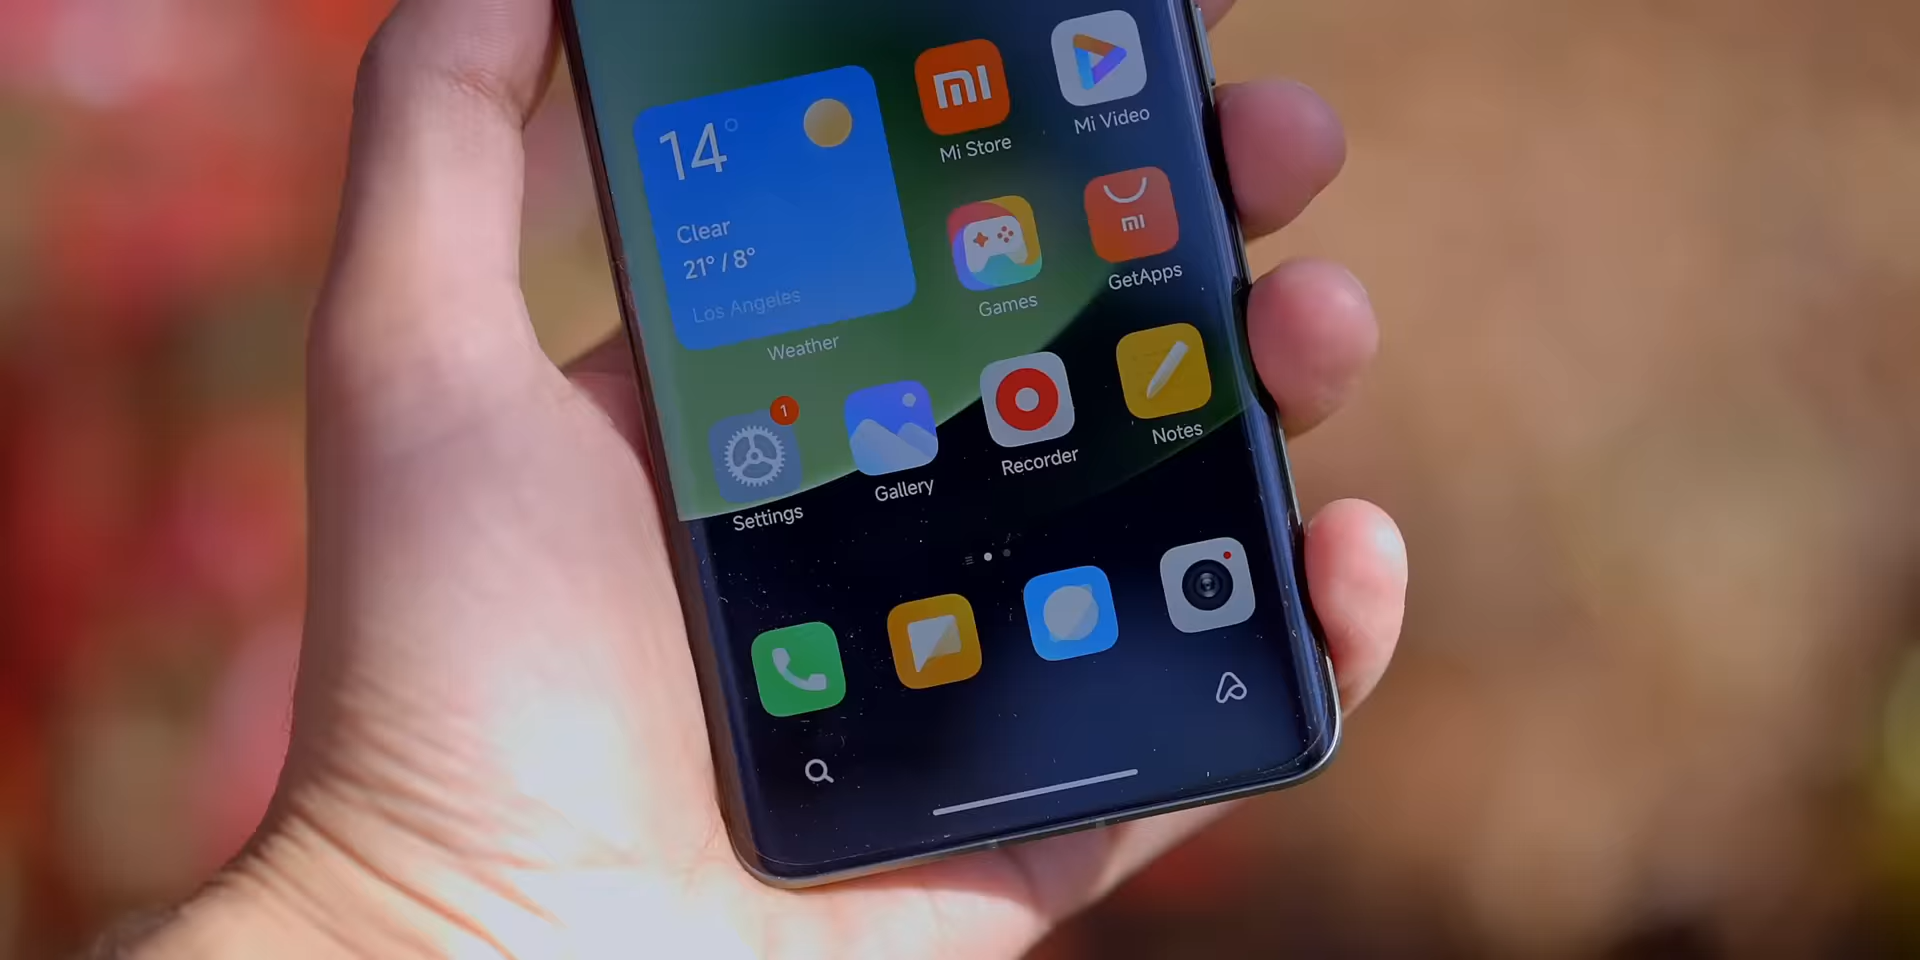 14°
Clear
21° / 8°
Los Angeles
Weather
mi
Mi Store
Mi Video
Games
mi
GetApps
1
Settings
Gallery
Recorder
Notes